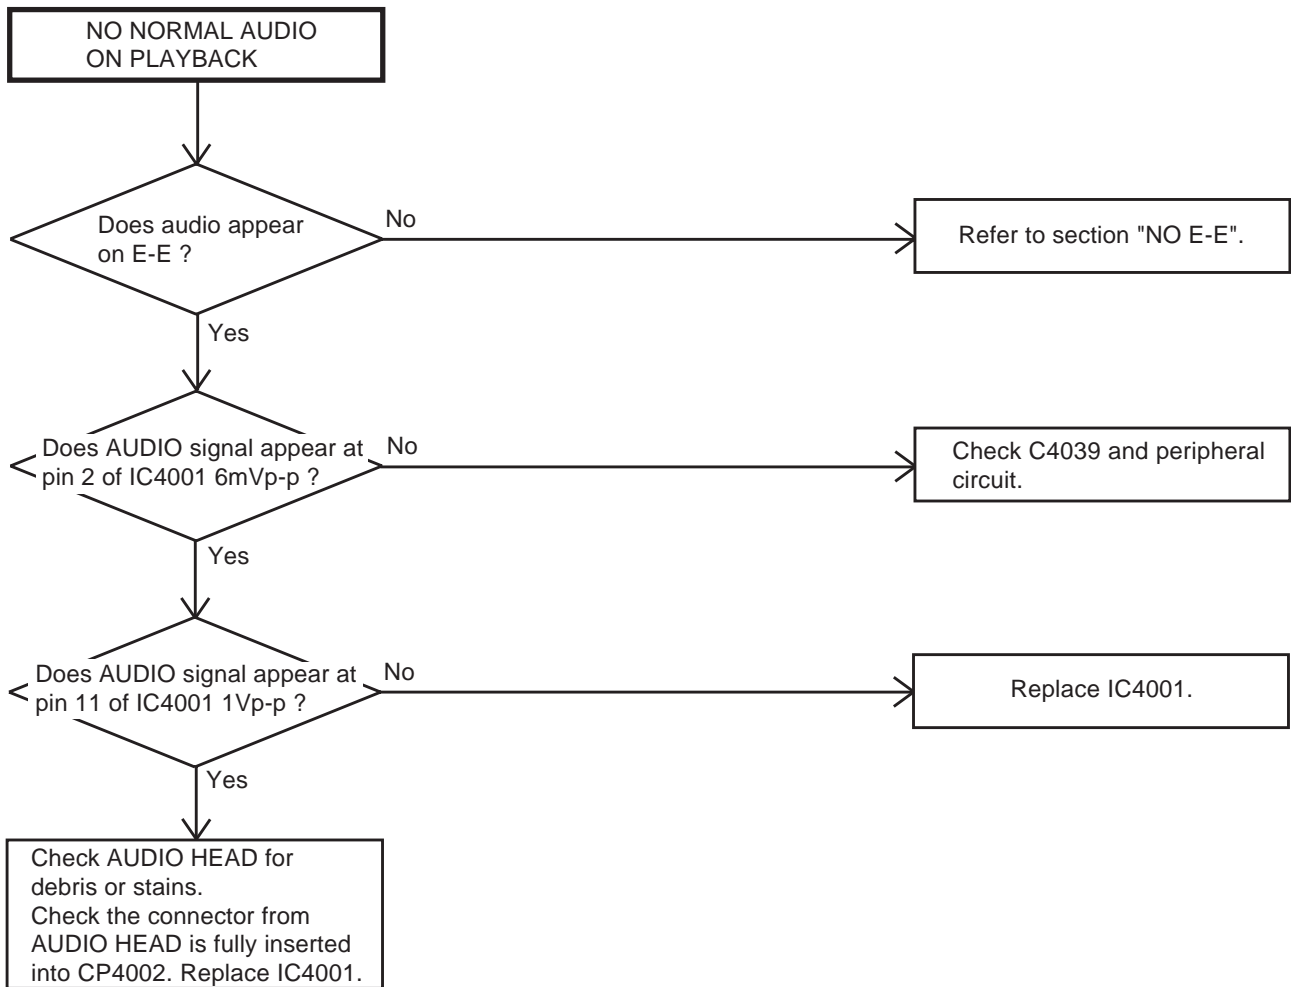 NO NORMAL AUDIO
ON PLAYBACK
Does audio appear
on E-E ?
No
Refer to section "NO E-E".
Yes
Does AUDIO signal appear at
pin 2 of IC4001 6mVp-p ?
No
Check C4039 and peripheral
circuit.
Yes
Does AUDIO signal appear at
pin 11 of IC4001 1Vp-p ?
No
Replace IC4001.
Yes
Check AUDIO HEAD for
debris or stains.
Check the connector from
AUDIO HEAD is fully inserted
into CP4002. Replace IC4001.